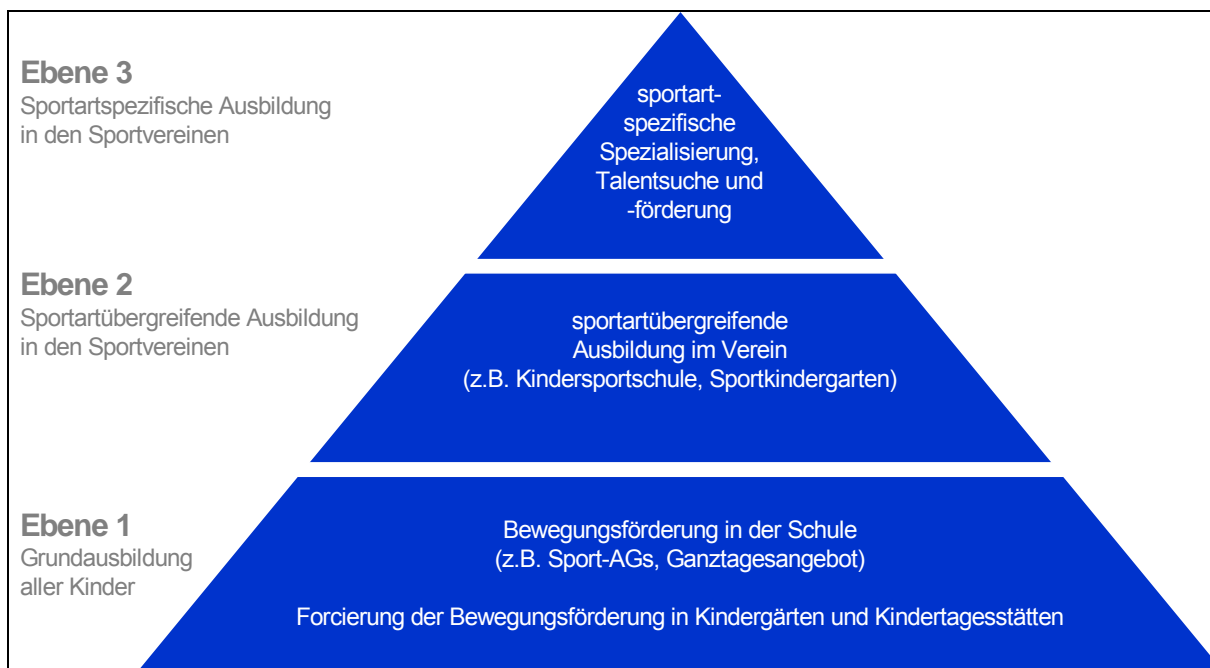 Ebene 3
Sportartspezifische Ausbildung
in den Sportvereinen
sportart-
spezifische
Spezialisierung,
Talentsuche und
-förderung
Ebene 2
Sportartübergreifende Ausbildung
in den Sportvereinen
sportartübergreifende
Ausbildung im Verein
(z.B. Kindersportschule, Sportkindergarten)
Ebene 1
Grundausbildung
aller Kinder
Bewegungsförderung in der Schule
(z.B. Sport-AGs, Ganztagesangebot)
Forcierung der Bewegungsförderung in Kindergärten und Kindertagesstätten